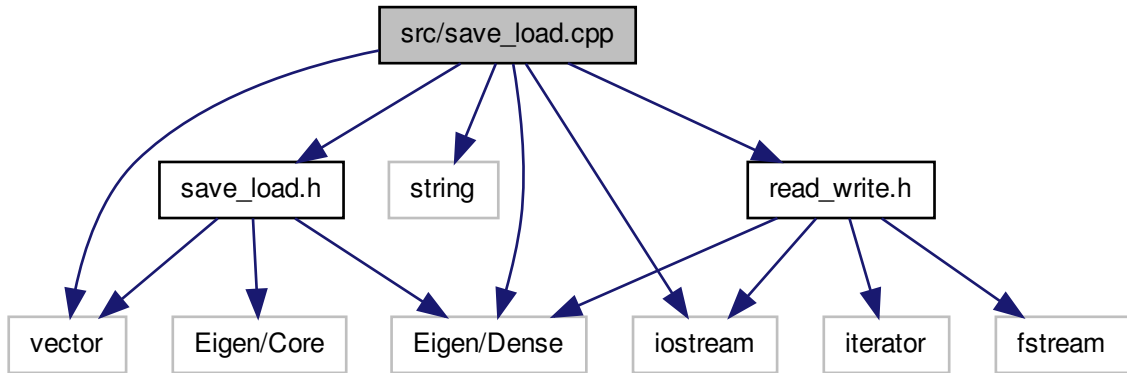 src/save_load.cpp
save_load.h
string
read_write.h
vector
Eigen/Core
Eigen/Dense
iostream
iterator
fstream